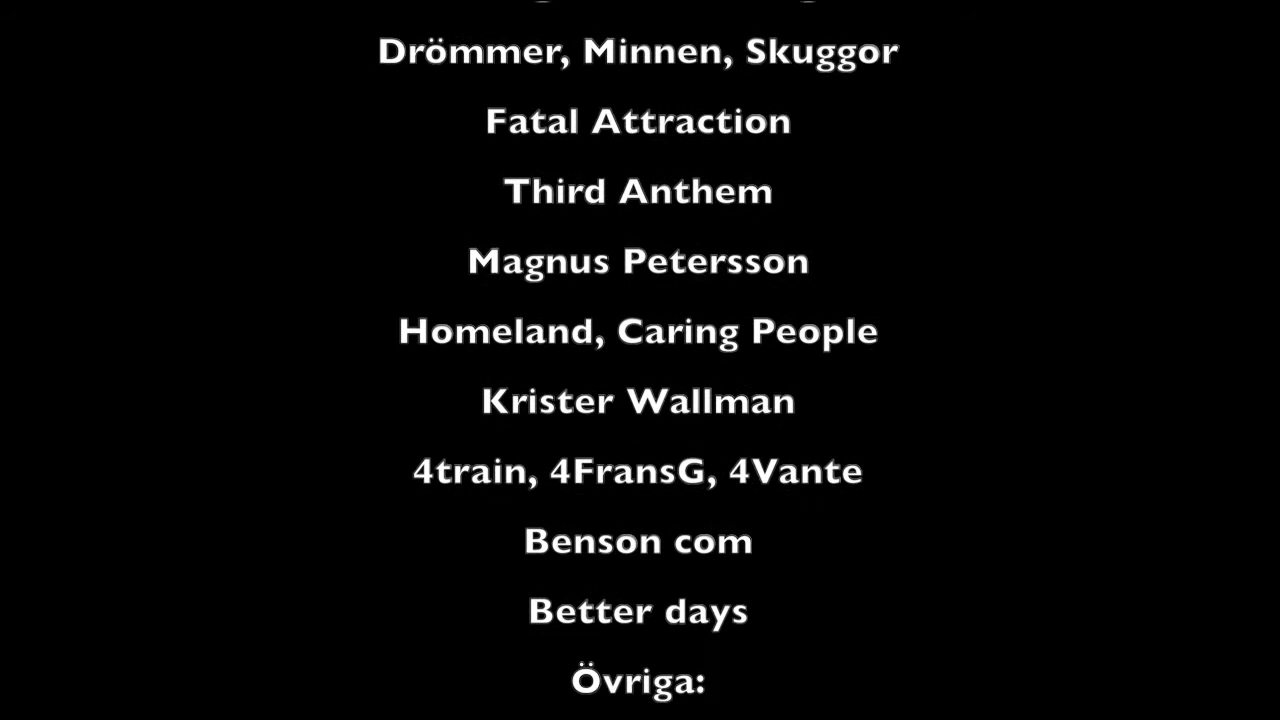 Drömmer, Minnen, Skuggor
Fatal Attraction
Third Anthem
Magnus Petersson
Homeland, Caring People
Krister Wallman
4train, 4FransG, 4Vante
Benson com
Better days
Övriga: